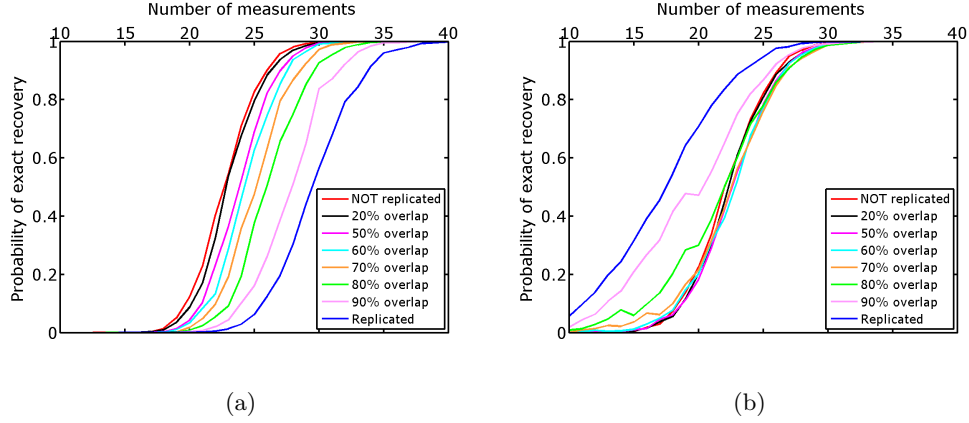 Number of measurements
10 15 20 25 30 35 40
1
0.8
0.6
0.4
0.2
0
Probability of exact recovery
NOT replicated
20% overlap
50% overlap
60% overlap
70% overlap
80% overlap
90% overlap
Replicated
(a)
Number of measurements
10 15 20 25 30 35 40
1
0.8
0.6
0.4
0.2
0
Probability of exact recovery
NOT replicated
20% overlap
50% overlap
60% overlap
70% overlap
80% overlap
90% overlap
Replicated
(b)